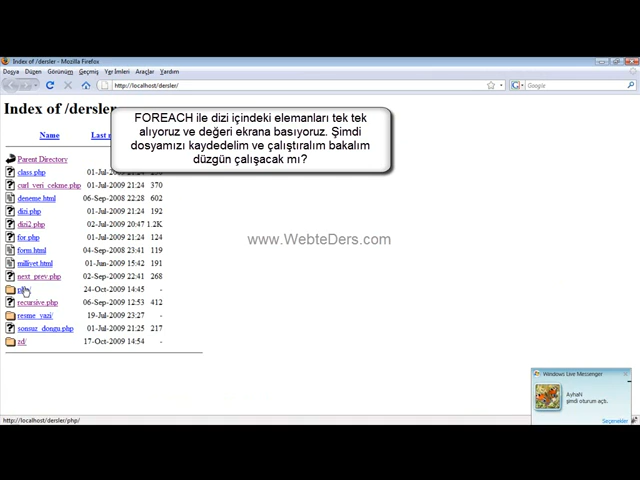 Index of /dersler - Mozilla Firefox
Dosya Düzen Görünüm Geçmiş Yer İmleri Araçlar Yardım
http://localhost/dersler/
Google
Index of /dersler
FOREACH ile dizi içindeki elemanları tek tek
alıyoruz ve değeri ekrana basıyoruz. Şimdi
dosyamızı kaydedelim ve çalıştıralım bakalım
düzgün çalışacak mı?
Name
Parent Directory
class.php
curl_veri_cekme.php 01-Jul-2009 21:24 370
deneme.html 06-Sep-2008 22:28 602
dizi.php 01-Jul-2009 21:24 192
dizi2.php 02-Jul-2009 20:47 1.2K
for.php 01-Jul-2009 21:24 124
form.html 04-Sep-2008 23:41 119
millivet.html 01-Jun-2009 15:42 191
next_prev.php 02-Sep-2009 22:41 268
24-Oct-2009 14:45 -
recursive.php 06-Sep-2009 12:53 412
resme_yazi/ 19-Jul-2009 23:27 -
sonsuz_dongu.php 01-Jul-2009 21:25 217
zd/ 17-Oct-2009 14:54 -
www.WebteDers.com
Windows Live Messenger
AyhaN
şimdi oturum açtı.
Seçenekler
http://localhost/dersler/php/